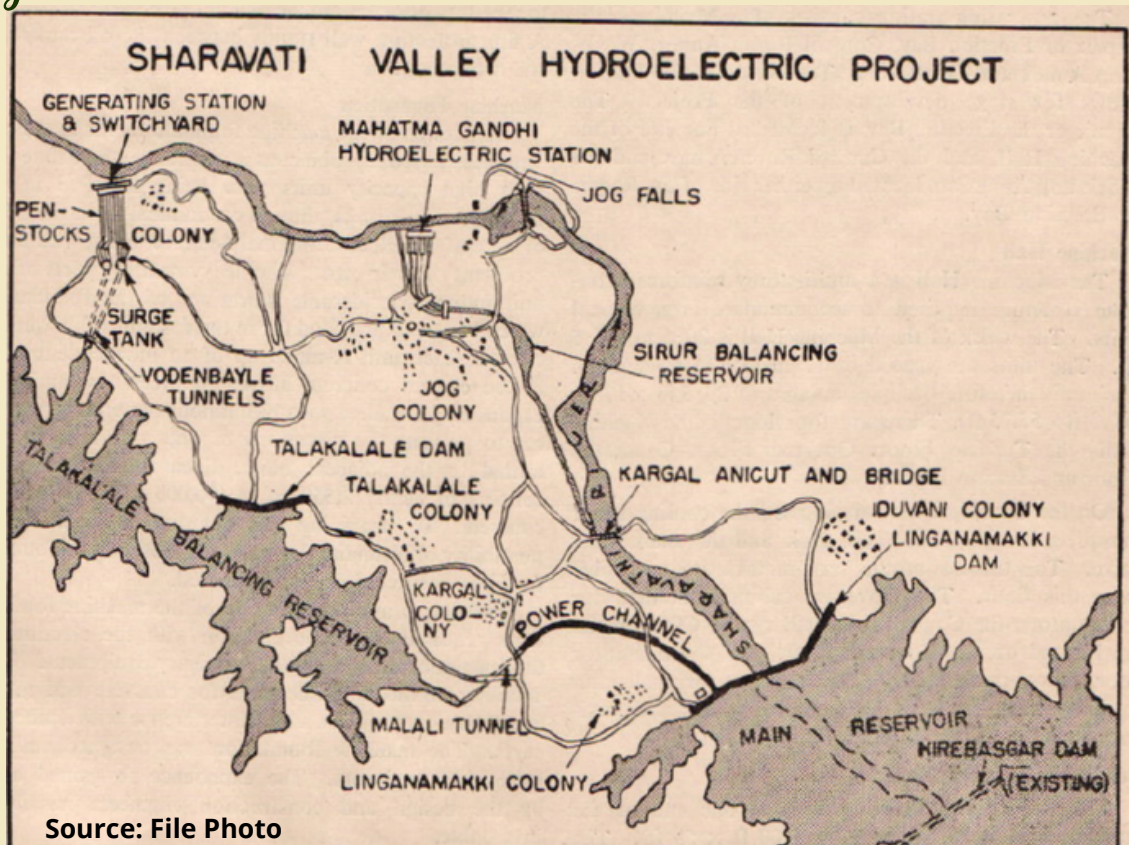 SHARAVATI VALLEY HYDROELECTRIC PROJECT
GENERATING STATION
& SWITCHYARD
MAHATMA GANDHI
HYDROELECTRIC STATION
JOG FALLS
PEN-
STOCKS
COLONY
SURGE
TANK
VODENBAYLE
TUNNELS
JOG
COLONY
SIRUR BALANCING
RESERVOIR
TALAKALALE DAM
TALAKALALE
COLONY
KARGAL ANICUT AND BRIDGE
IDUVANI COLONY
LINGANAMAKKI
DAM
TALAKALALE
BALANCING RESERVOIR
KARGAL
COLO-
NY
POWER CHANNEL
SHARAVATI
RIVER
MALALI TUNNEL
LINGANAMAKKI COLONY
MAIN RESERVOIR
HIREBASGAR DAM
(EXISTING)
Source: File Photo